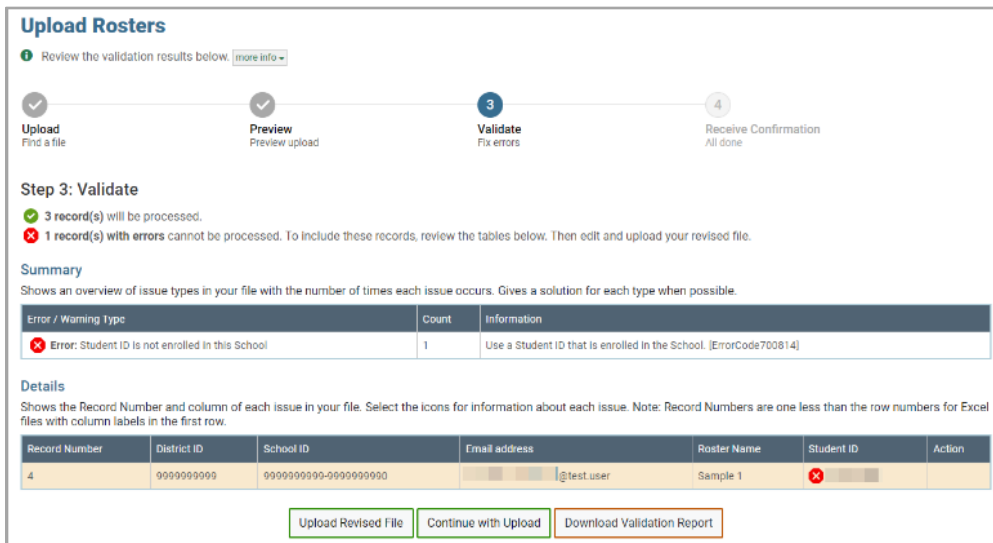 Upload Rosters
Review the validation results below. more info
3
4
Upload
Preview
Validate
Receive Confirmation
Find a file
Preview upload
Fix errors
All done
Step 3: Validate
3 record(s) will be processed.
1 record(s) with errors cannot be processed. To include these records, review the tables below. Then edit and upload your revised file.
Summary
Shows an overview of issue types in your file with the number of times each issue occurs. Gives a solution for each type when possible.
Error / Warning Type Count Information
Error: Student ID is not enrolled in this School 1 Use a Student ID that is enrolled in the School. [ErrorCode700814]
Details
Shows the Record Number and column of each issue in your file. Select the icons for information about each issue. Note: Record Numbers are one less than the row numbers for Excel
files with column labels in the first row.
Record Number District ID School ID Email address Roster Name Student ID Action
4 9999999999 9999999999-9999999990 @test.user Sample 1
Upload Revised File Continue with Upload Download Validation Report